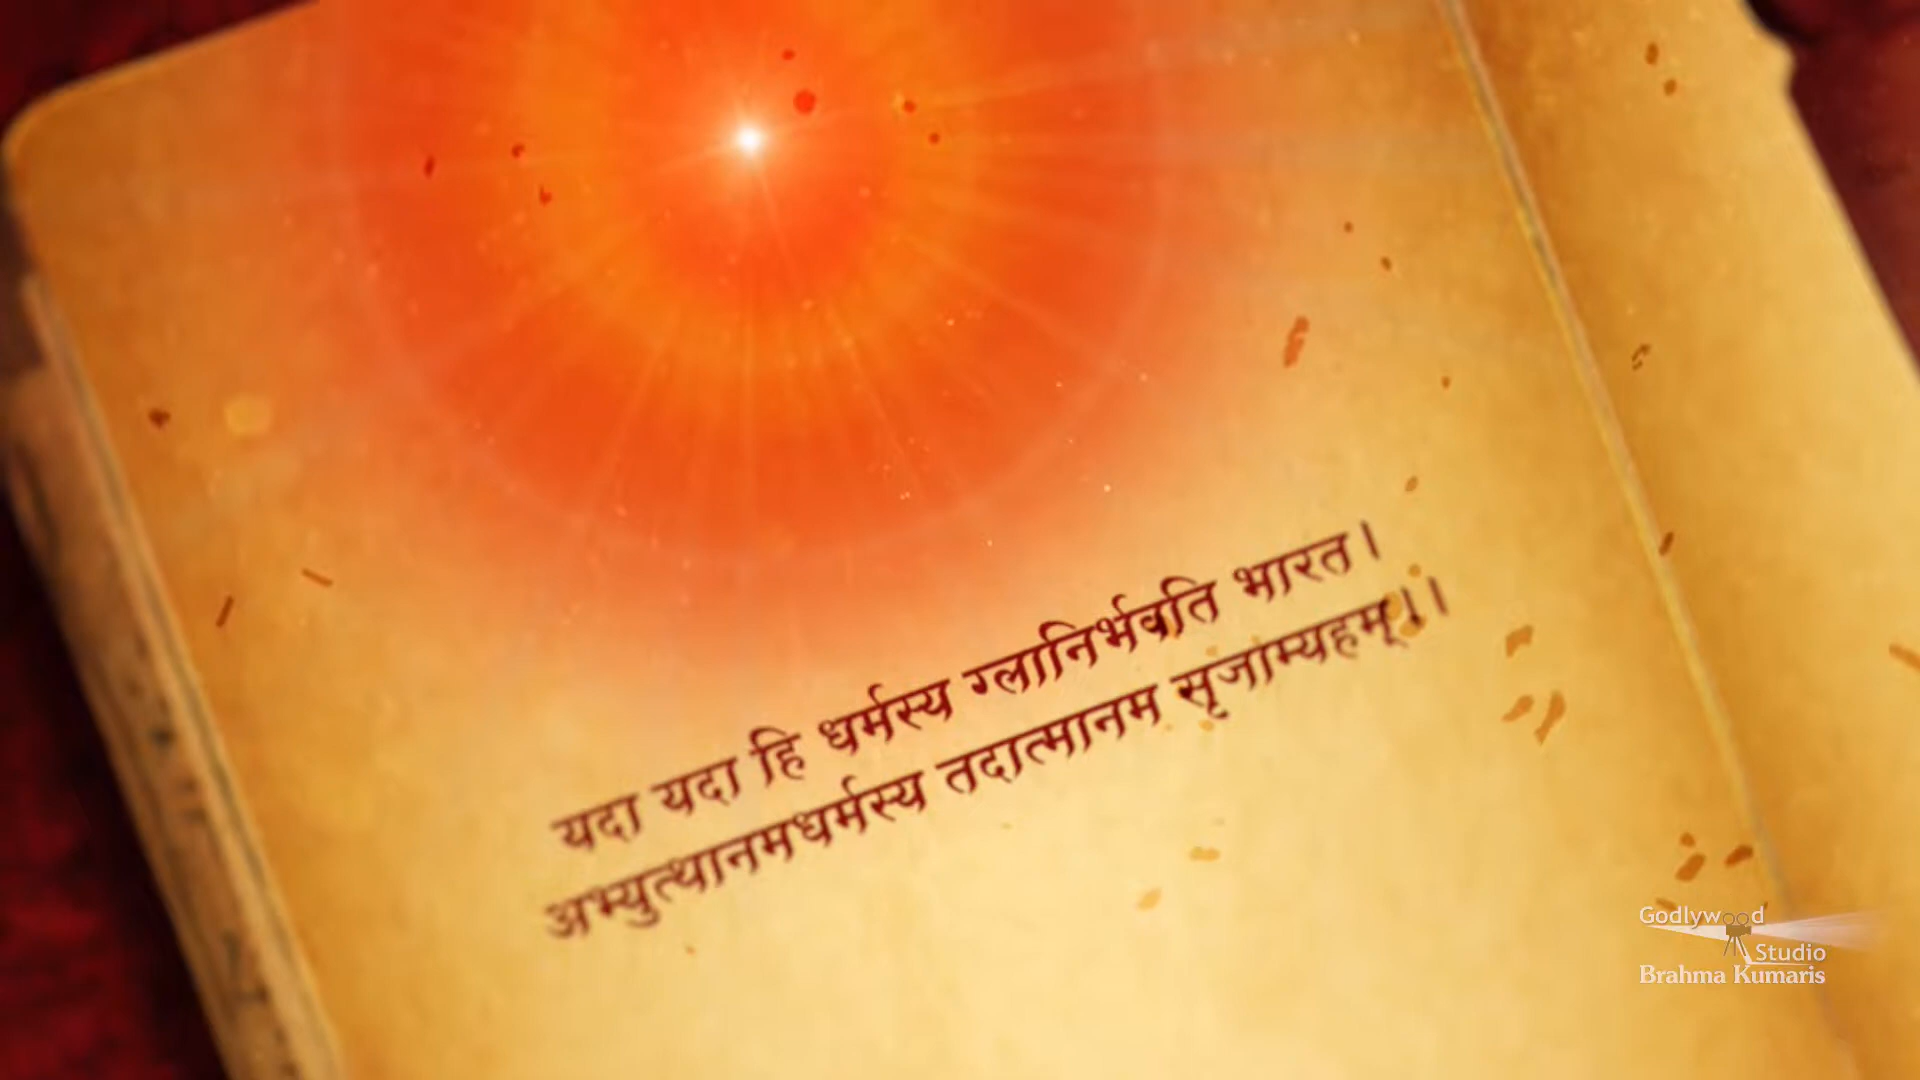 यदा यदा हि धर्मस्य ग्लानिर्भवति भारत।
अभ्युत्थानमधर्मस्य तदात्मानम सृजाम्यहम्।।
Godlywood
Studio
Brahma Kumaris